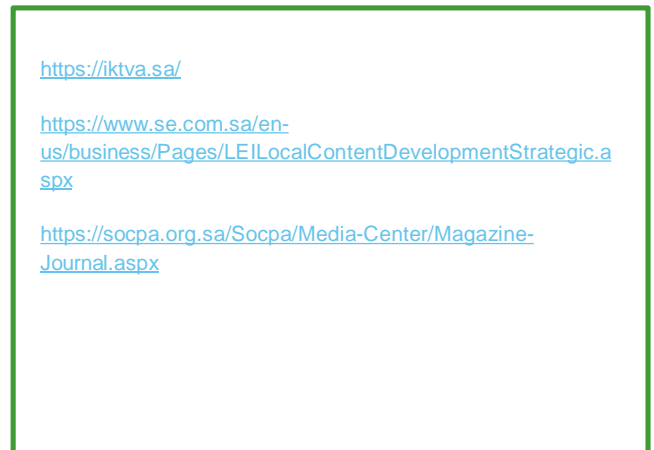 https://iktva.sa/
https://www.se.com.sa/en-
us/business/Pages/LEILocalContentDevelopmentStrategic.a
spx
https://socpa.org.sa/Socpa/Media-Center/Magazine-
Journal.aspx